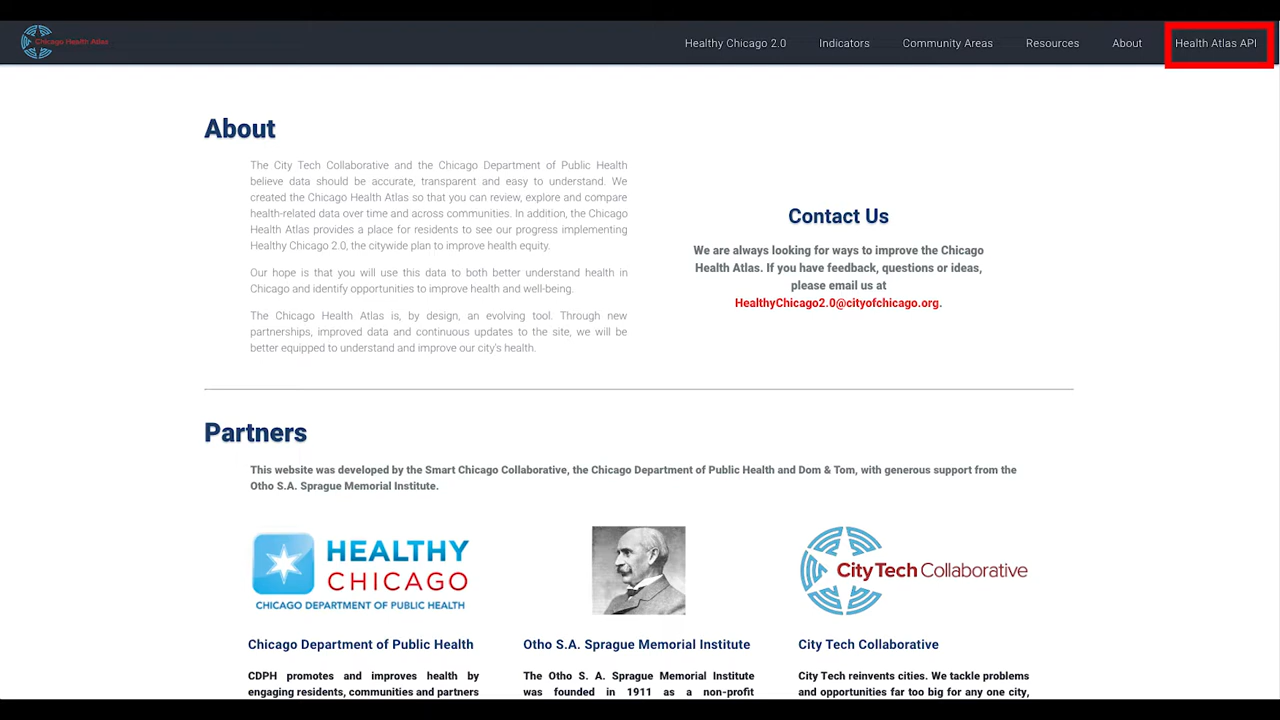 Chicago Health Atlas
Healthy Chicago 2.0
Indicators
Community Areas
Resources
About
Health Atlas API
About
The City Tech Collaborative and the Chicago Department of Public Health
believe data should be accurate, transparent and easy to understand. We
created the Chicago Health Atlas so that you can review, explore and compare
health-related data over time and across communities. In addition, the Chicago
Health Atlas provides a place for residents to see our progress implementing
Healthy Chicago 2.0, the citywide plan to improve health equity.
Our hope is that you will use this data to both better understand health in
Chicago and identify opportunities to improve health and well-being.
The Chicago Health Atlas is, by design, an evolving tool. Through new
partnerships, improved data and continuous updates to the site, we will be
better equipped to understand and improve our city's health.
Contact Us
We are always looking for ways to improve the Chicago
Health Atlas. If you have feedback, questions or ideas,
please email us at
HealthyChicago2.0@cityofchicago.org.
Partners
This website was developed by the Smart Chicago Collaborative, the Chicago Department of Public Health and Dom & Tom, with generous support from the
Otho S.A. Sprague Memorial Institute.
HEALTHY
CHICAGO
CHICAGO DEPARTMENT OF PUBLIC HEALTH
CityTech Collaborative
Chicago Department of Public Health
CDPH promotes and improves health by
engaging residents, communities and partners
Otho S.A. Sprague Memorial Institute
The Otho S. A. Sprague Memorial Institute
was founded in 1911 as a non-profit
City Tech Collaborative
City Tech reinvents cities. We tackle problems
and opportunities far too big for any one city,